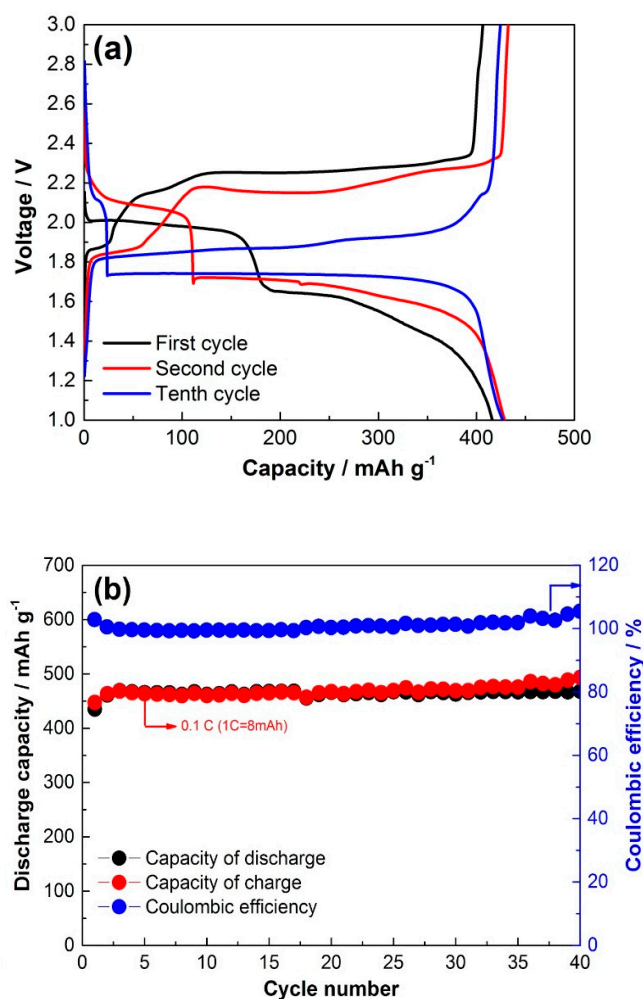 (a)
3.0
2.8
2.6
2.4
2.2
2.0
1.8
1.6
1.4
1.2
1.0
Voltage / V
First cycle
Second cycle
Tenth cycle
0 100 200 300 400 500
Capacity / mAh g⁻¹
(b)
700
600
500
400
300
200
100
0
Discharge capacity / mAh g⁻¹
120
100
80
60
40
20
0
Coulombic efficiency / %
0.1 C (1C=8mAh)
Capacity of discharge
Capacity of charge
Coulombic efficiency
0 5 10 15 20 25 30 35 40
Cycle number